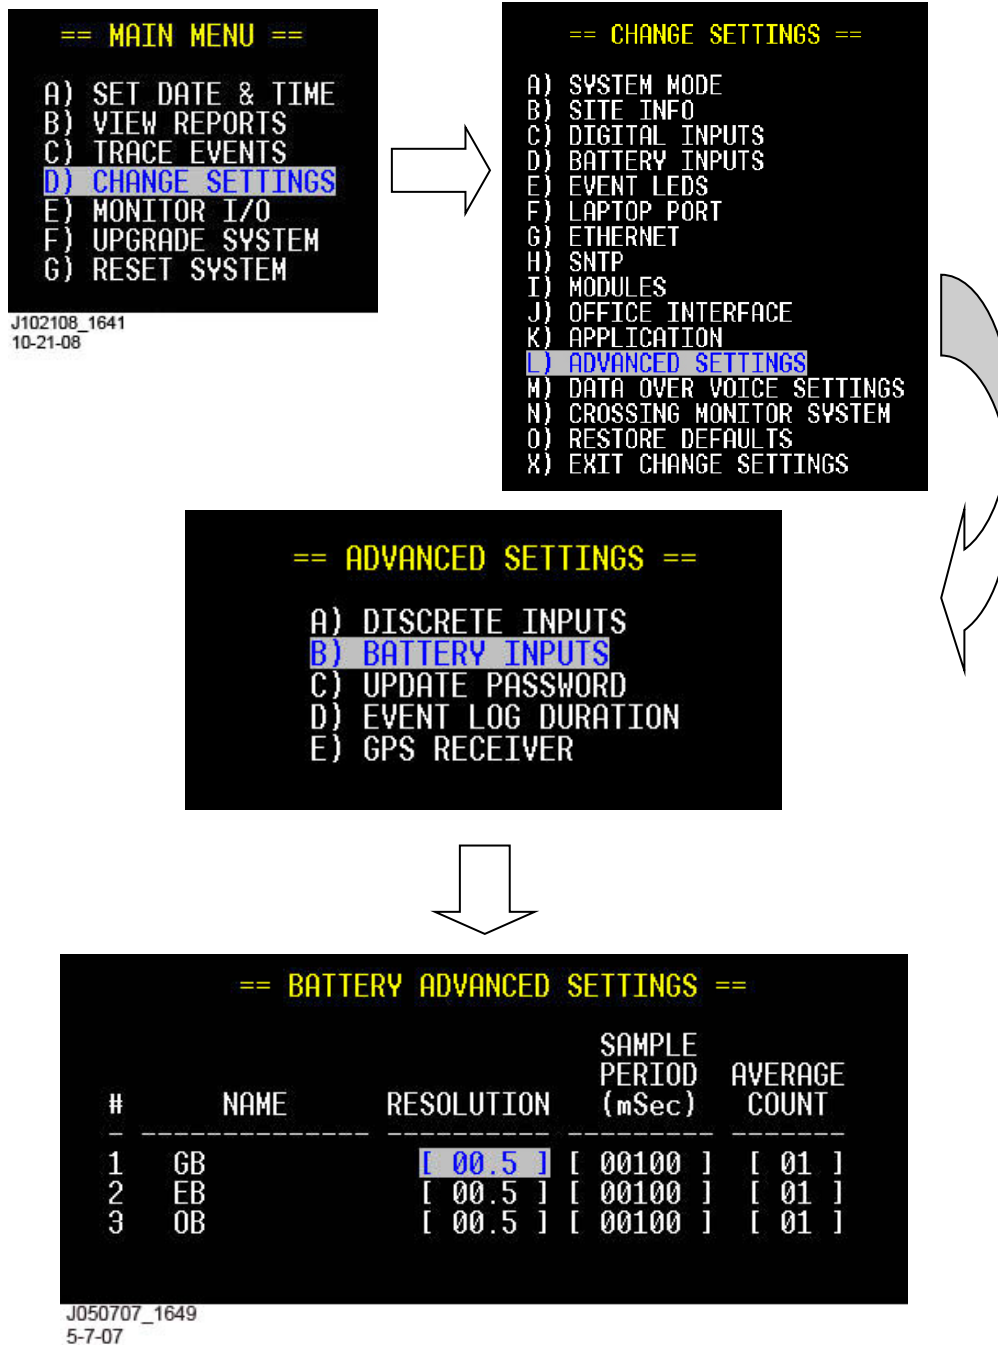 == MAIN MENU ==
A) SET DATE & TIME
B) VIEW REPORTS
C) TRACE EVENTS
D) CHANGE SETTINGS
E) MONITOR I/O
F) UPGRADE SYSTEM
G) RESET SYSTEM
J102108_1641
10-21-08
== CHANGE SETTINGS ==
A) SYSTEM MODE
B) SITE INFO
C) DIGITAL INPUTS
D) BATTERY INPUTS
E) EVENT LEDS
F) LAPTOP PORT
G) ETHERNET
H) SNTP
I) MODULES
J) OFFICE INTERFACE
K) APPLICATION
L) ADVANCED SETTINGS
M) DATA OVER VOICE SETTINGS
N) CROSSING MONITOR SYSTEM
O) RESTORE DEFAULTS
X) EXIT CHANGE SETTINGS
== ADVANCED SETTINGS ==
A) DISCRETE INPUTS
B) BATTERY INPUTS
C) UPDATE PASSWORD
D) EVENT LOG DURATION
E) GPS RECEIVER
== BATTERY ADVANCED SETTINGS ==
SAMPLE
PERIOD AVERAGE
# NAME RESOLUTION (mSec) COUNT
- -------------- ---------- --------- -------
1 GB [ 00.5 ] [ 00100 ] [ 01 ]
2 EB [ 00.5 ] [ 00100 ] [ 01 ]
3 OB [ 00.5 ] [ 00100 ] [ 01 ]
J050707_1649
5-7-07